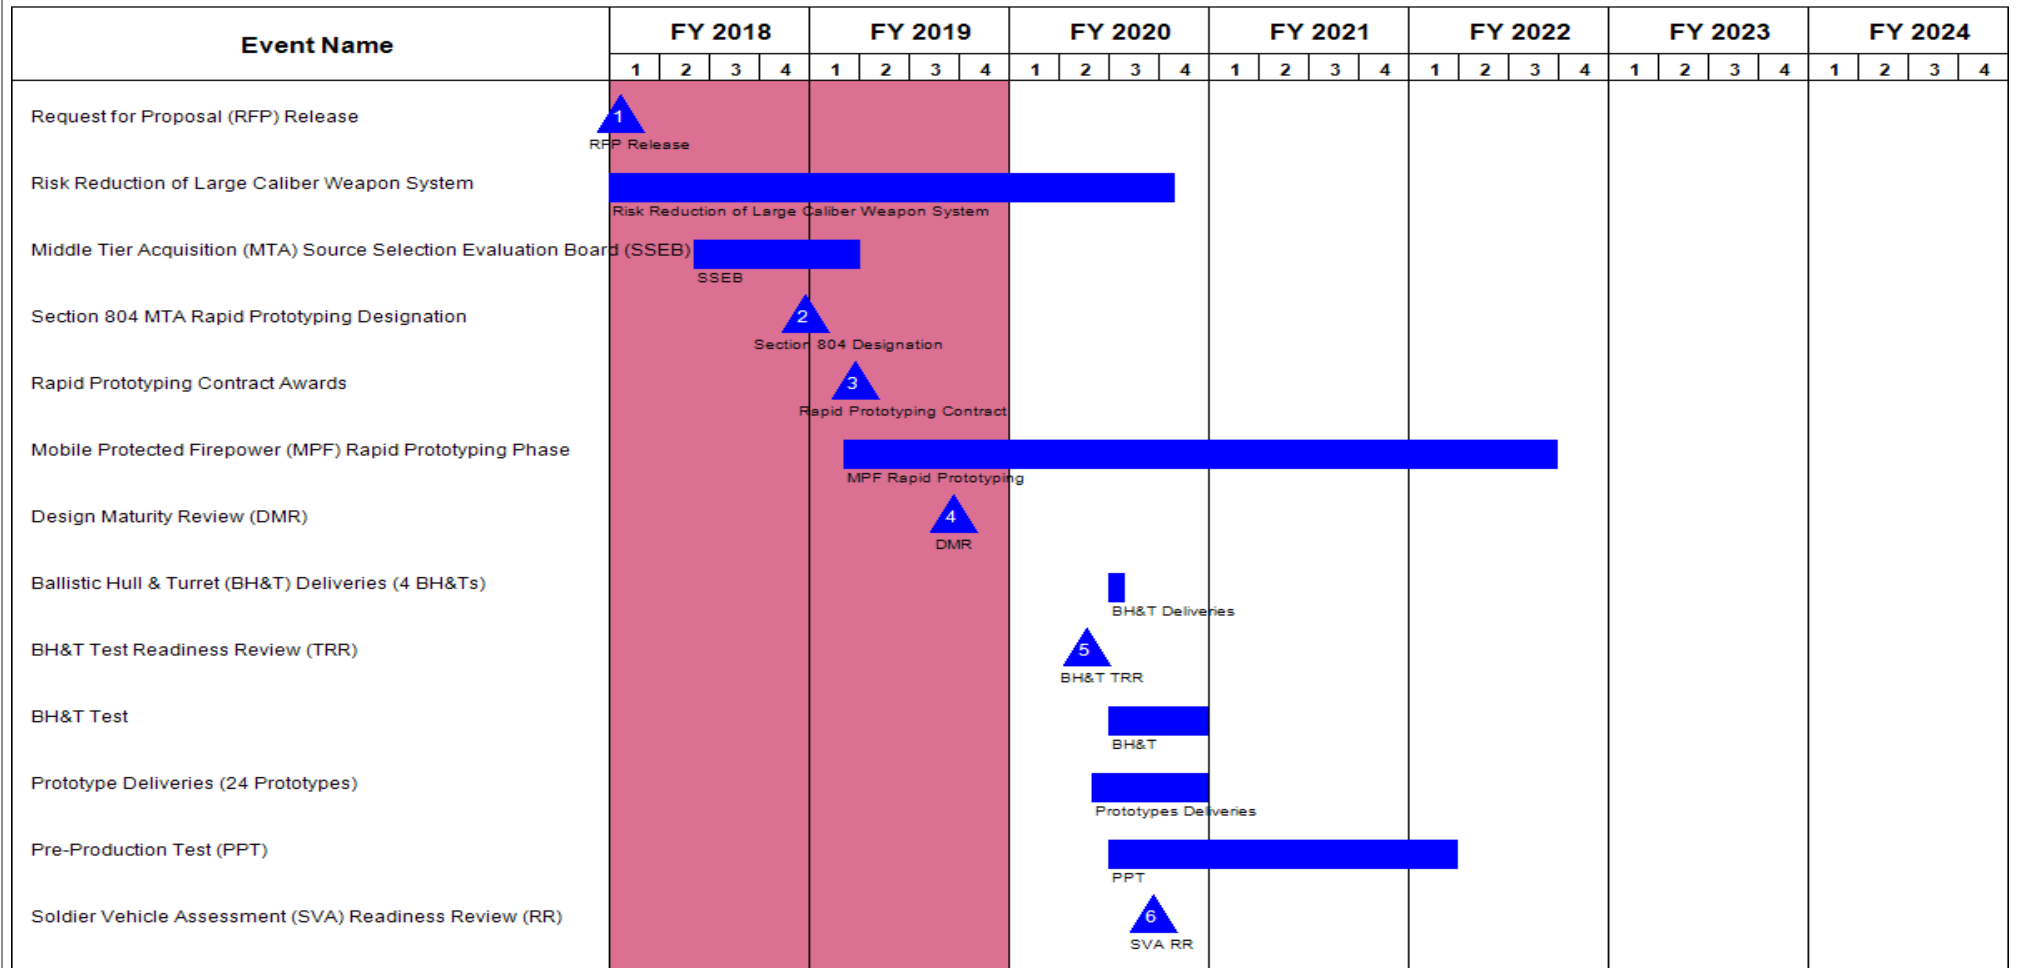 Event Name
FY 2018 FY 2019 FY 2020 FY 2021 FY 2022 FY 2023 FY 2024
1 2 3 4 1 2 3 4 1 2 3 4 1 2 3 4 1 2 3 4 1 2 3 4 1 2 3 4
Request for Proposal (RFP) Release
1
RFP Release
Risk Reduction of Large Caliber Weapon System
Risk Reduction of Large Caliber Weapon System
Middle Tier Acquisition (MTA) Source Selection Evaluation Board (SSEB)
SSEB
Section 804 MTA Rapid Prototyping Designation
2
Section 804 Designation
Rapid Prototyping Contract Awards
3
Rapid Prototyping Contract
Mobile Protected Firepower (MPF) Rapid Prototyping Phase
MPF Rapid Prototyping
Design Maturity Review (DMR)
4
DMR
Ballistic Hull & Turret (BH&T) Deliveries (4 BH&Ts)
BH&T Deliveries
BH&T Test Readiness Review (TRR)
5
BH&T TRR
BH&T Test
BH&T
Prototype Deliveries (24 Prototypes)
Prototypes Deliveries
Pre-Production Test (PPT)
PPT
Soldier Vehicle Assessment (SVA) Readiness Review (RR)
6
SVA RR